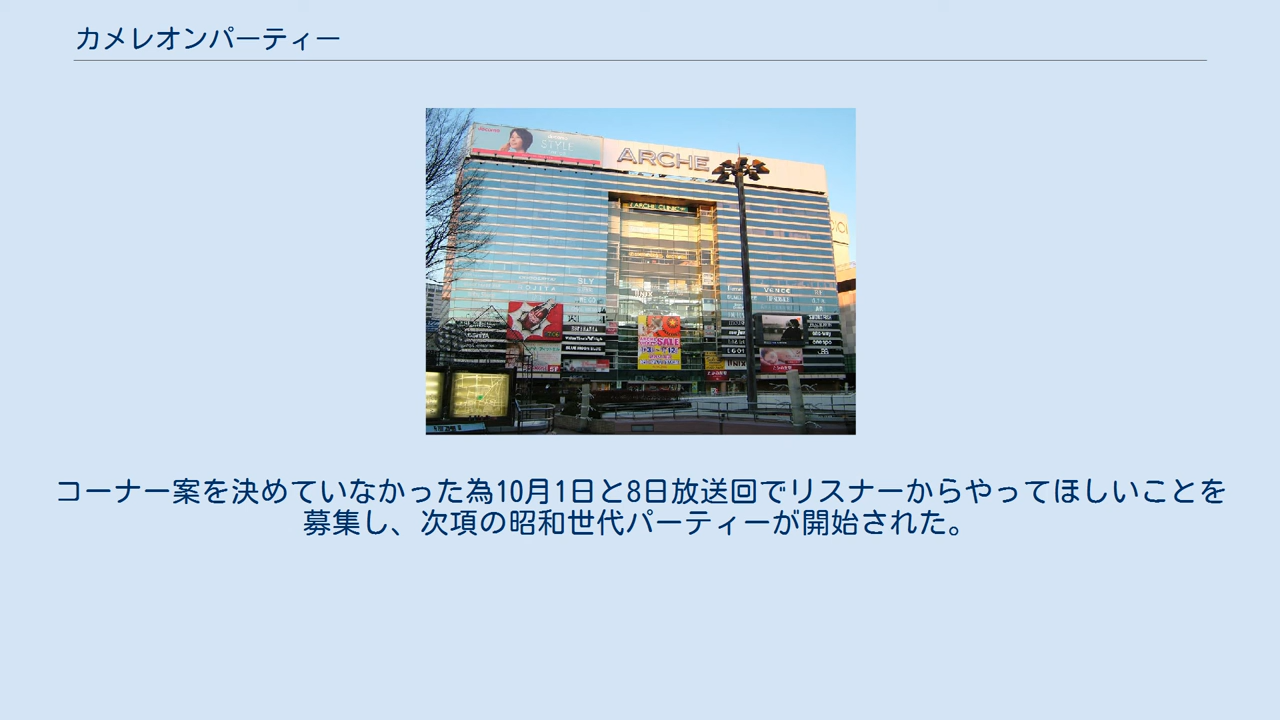 カメレオンパーティー
STYLE
ARCHE
SLY
VENCE
SALE
コーナー案を決めていなかった為10月1日と8日放送回でリスナーからやってほしいことを
募集し、次項の昭和世代パーティーが開始された。